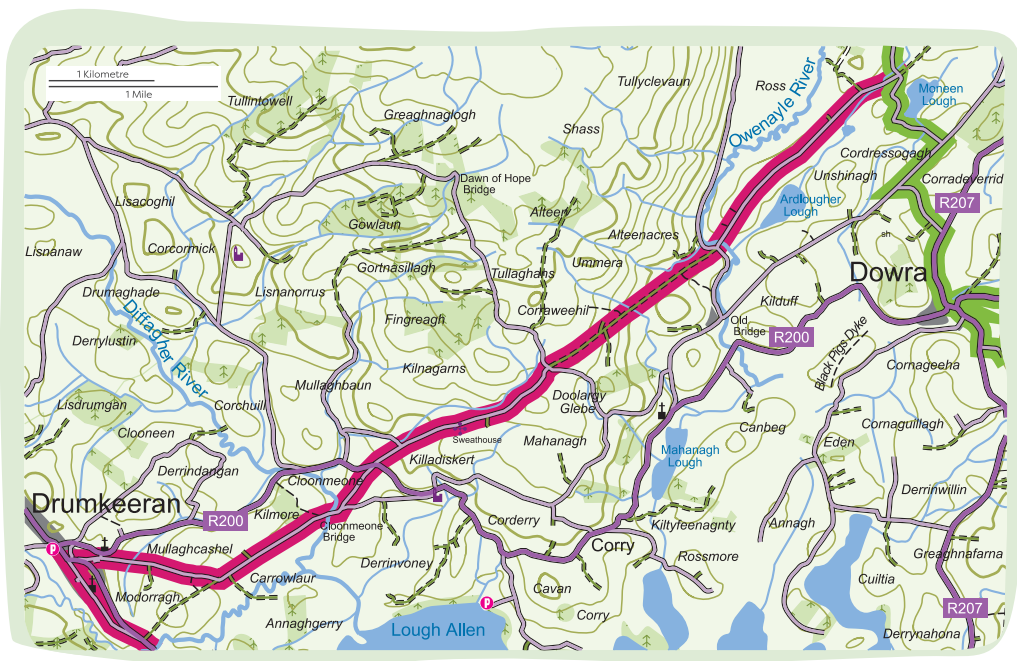 1 Kilometre
1 Mile
Tullintowell
Greaghnaglogh
Tullyclevaun
Ross
Owenayle River
Moneen
Lough
Shass
Cordressogagh
Unshinagh
Corradeverrid
R207
Dawn of Hope
Bridge
Lisacoghil
Gowlaun
Alteen
Ardlougher
Lough
sh
Lisnanaw
Corcormick
Alteenacres
Gortnasillagh
Tullaghans
Ummera
Dowra
Drumaghade
Lisnanorrus
Kilduff
Diffagher River
Fingreagh
Corraweehil
Old
Bridge
R200
Black Pigs Dyke
Derrylustin
Kilnagarns
Cornageeha
Mullaghbaun
Doolargy
Glebe
Lisdrumgan
Corchuill
Cornaguillagh
Clooneen
Sweathouse
Mahanagh
Canbeg
Eden
Mahanagh
Lough
Derrindangan
Killadiskert
Cloonmeone
Derrinwillin
Drumkeeran
R200
Kilmore
Cloonmeone
Bridge
Corderry
Kiltyfeenagnty
Annagh
P
Mullaghcashel
Corry
Greaghnafarna
Rossmore
Derrinvoney
Carrowlaur
Cuiltia
Modorragh
Cavan
P
Corry
R207
Annaghgerry
Lough Allen
Derrynahona